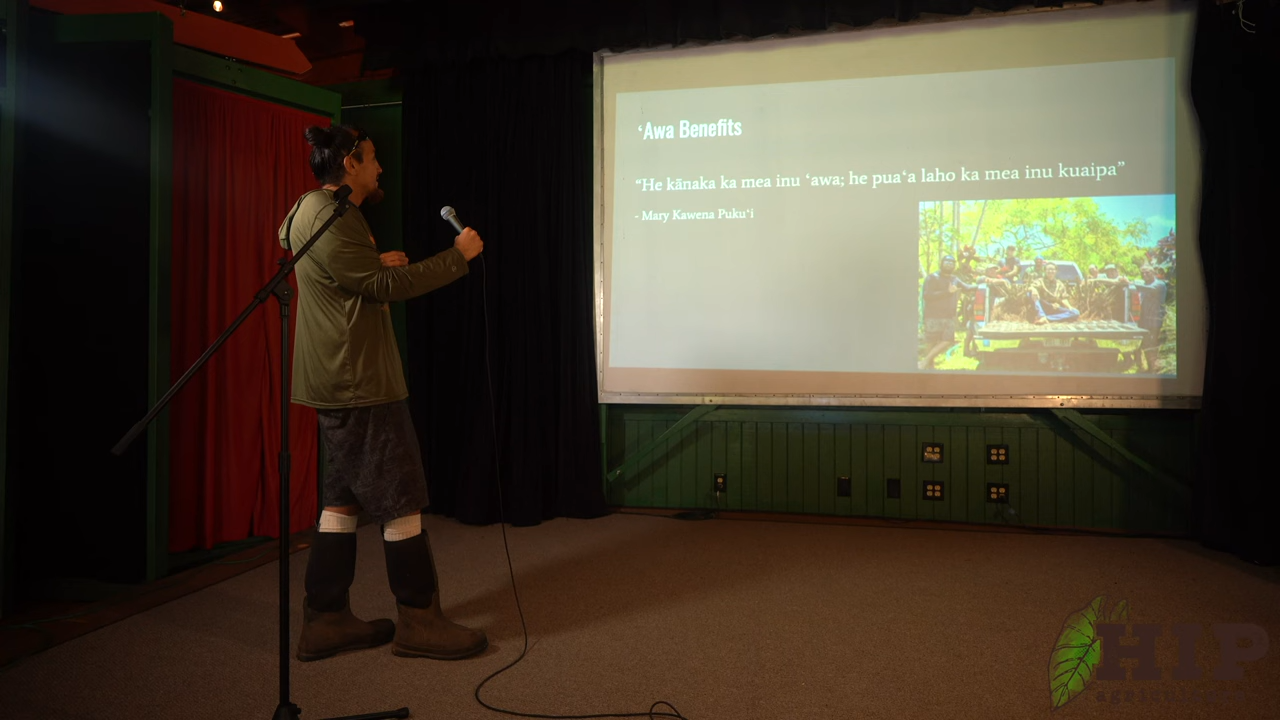 ʻAwa Benefits
“He kānaka ka mea inu ʻawa; he puaʻa laho ka mea inu kuaipa”
- Mary Kawena Pukuʻi
HIP
agriculture